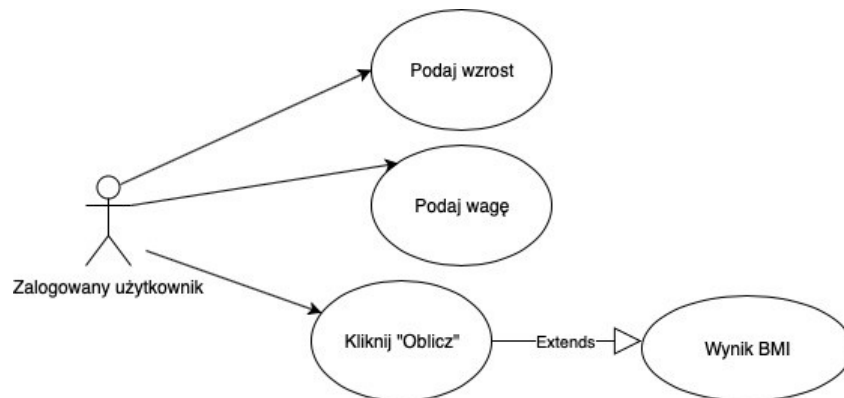 Podaj wzrost
Podaj wagę
Zalogowany użytkownik
Kliknij "Oblicz"
Extends
Wynik BMI